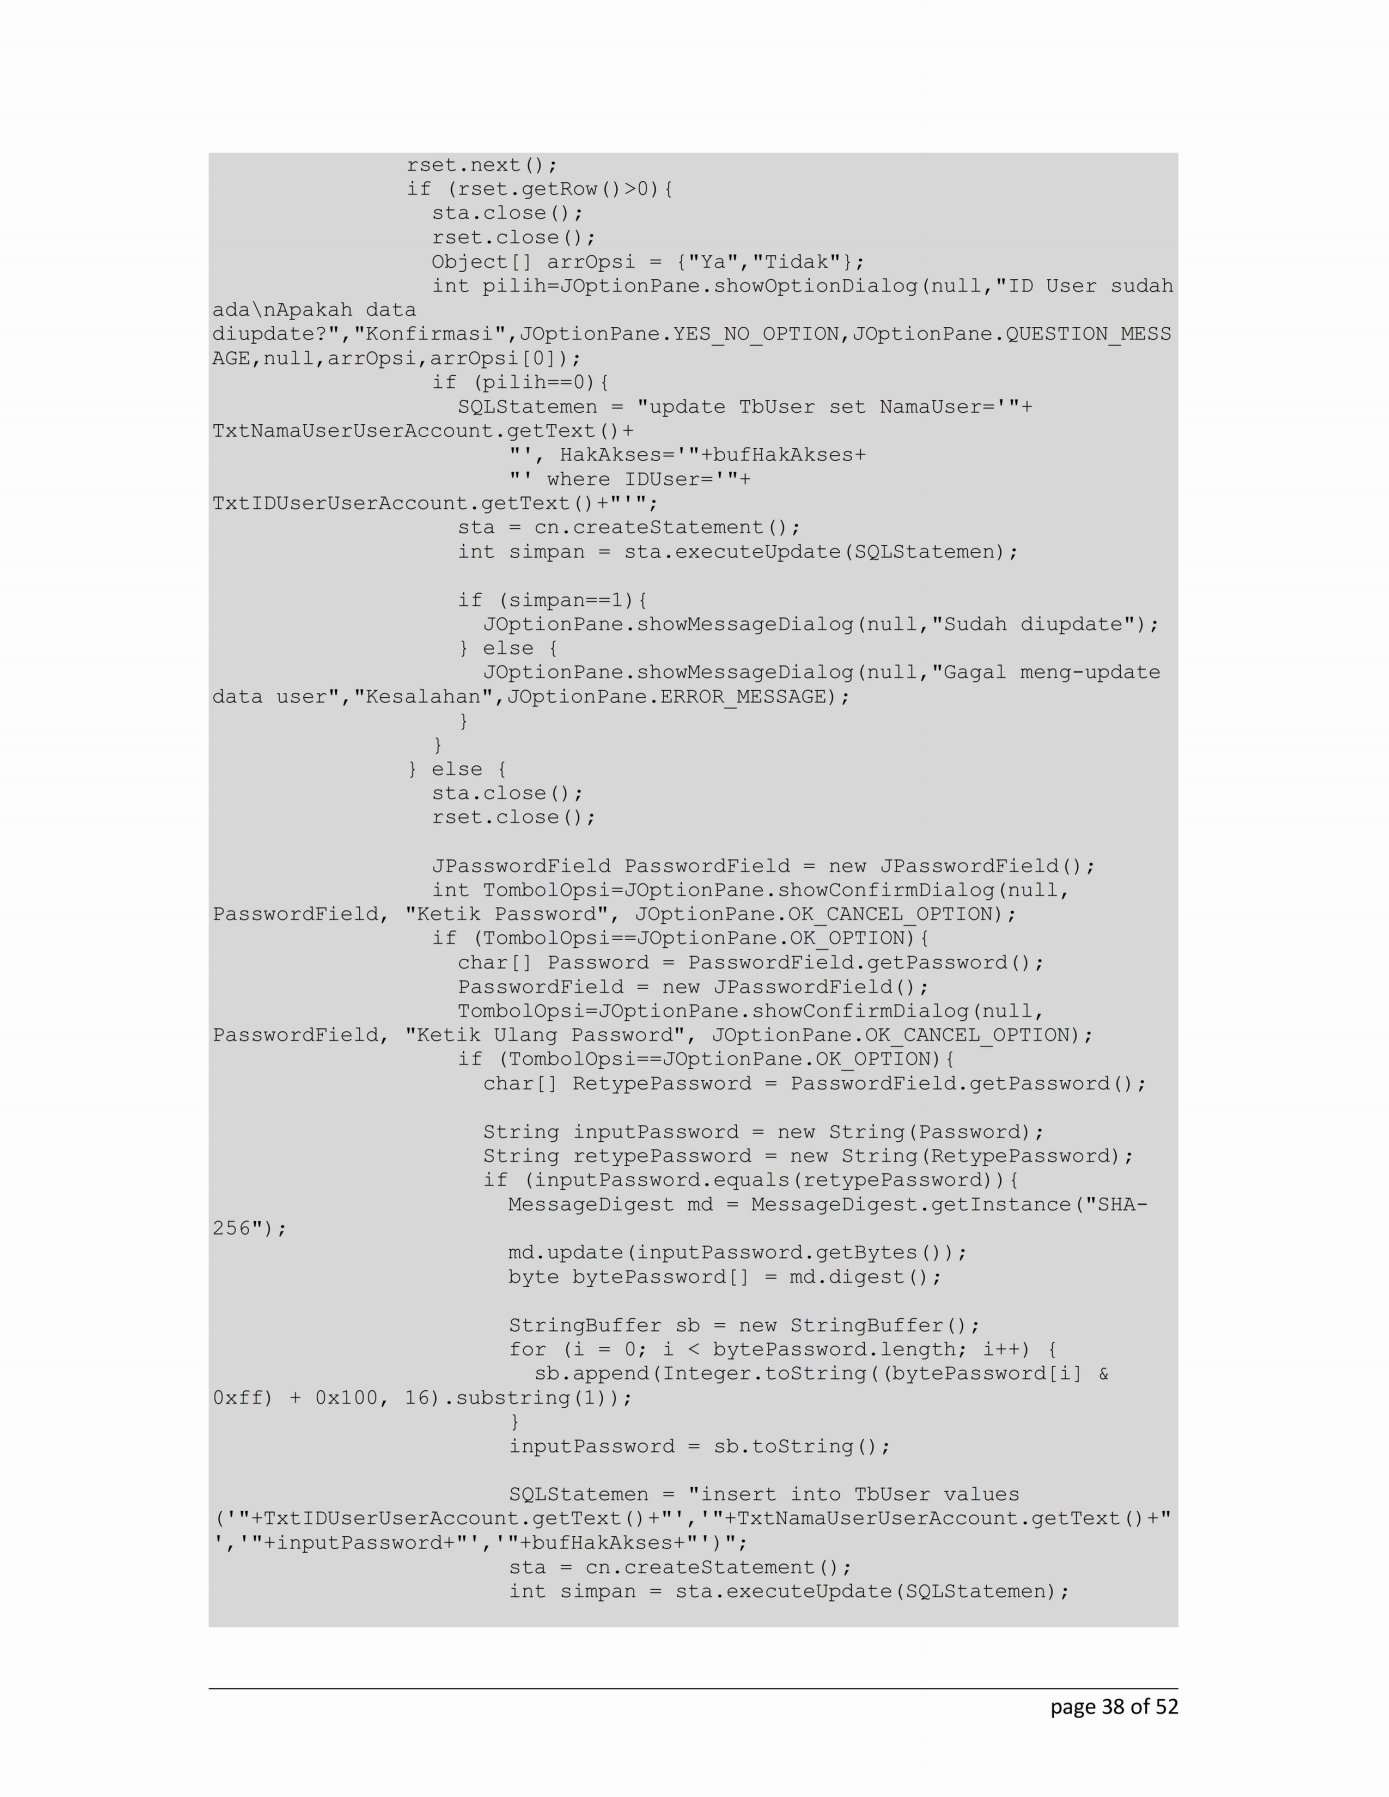 rset.next();
if (rset.getRow()>0){
sta.close();
rset.close();
Object[] arrOpsi = {"Ya","Tidak"};
int pilih=JOptionPane.showOptionDialog(null,"ID User sudah
ada\nApakah data
diupdate?","Konfirmasi",JOptionPane.YES_NO_OPTION,JOptionPane.QUESTION_MESS
AGE,null,arrOpsi,arrOpsi[0]);
if (pilih==0){
SQLStatemen = "update TbUser set NamaUser='"+
TxtNamaUserUserAccount.getText()+
"', HakAkses='"+bufHakAkses+
"' where IDUser='"+
TxtIDUserUserAccount.getText()+"'";
sta = cn.createStatement();
int simpan = sta.executeUpdate(SQLStatemen);
if (simpan==1){
JOptionPane.showMessageDialog(null,"Sudah diupdate");
} else {
JOptionPane.showMessageDialog(null,"Gagal meng-update
data user","Kesalahan",JOptionPane.ERROR_MESSAGE);
}
}
} else {
sta.close();
rset.close();
JPasswordField PasswordField = new JPasswordField();
int TombolOpsi=JOptionPane.showConfirmDialog(null,
PasswordField, "Ketik Password", JOptionPane.OK_CANCEL_OPTION);
if (TombolOpsi==JOptionPane.OK_OPTION){
char[] Password = PasswordField.getPassword();
PasswordField = new JPasswordField();
TombolOpsi=JOptionPane.showConfirmDialog(null,
PasswordField, "Ketik Ulang Password", JOptionPane.OK_CANCEL_OPTION);
if (TombolOpsi==JOptionPane.OK_OPTION){
char[] RetypePassword = PasswordField.getPassword();
String inputPassword = new String(Password);
String retypePassword = new String(RetypePassword);
if (inputPassword.equals(retypePassword)){
MessageDigest md = MessageDigest.getInstance("SHA-
256");
md.update(inputPassword.getBytes());
byte bytePassword[] = md.digest();
StringBuffer sb = new StringBuffer();
for (i = 0; i < bytePassword.length; i++) {
sb.append(Integer.toString((bytePassword[i] &
0xff) + 0x100, 16).substring(1));
}
inputPassword = sb.toString();
SQLStatemen = "insert into TbUser values
('"+TxtIDUserUserAccount.getText()+"','"+TxtNamaUserUserAccount.getText()+"
','"+inputPassword+"','"+bufHakAkses+"')";
sta = cn.createStatement();
int simpan = sta.executeUpdate(SQLStatemen);
page 38 of 52